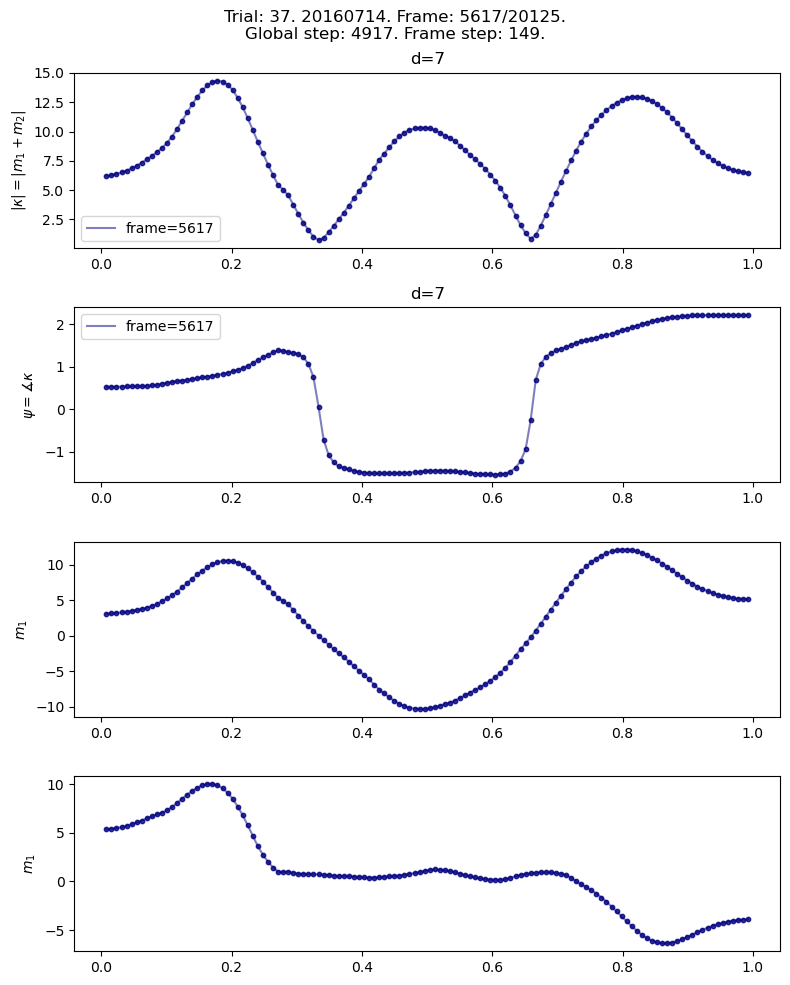 Trial: 37. 20160714. Frame: 5617/20125.
Global step: 4917. Frame step: 149.
d=7
|κ| = |m₁ + m₂|
15.0
12.5
10.0
7.5
5.0
2.5
frame=5617
0.0 0.2 0.4 0.6 0.8 1.0
d=7
ψ = ∡κ
2
1
0
−1
frame=5617
0.0 0.2 0.4 0.6 0.8 1.0
m₁
10
5
0
−5
−10
0.0 0.2 0.4 0.6 0.8 1.0
m₁
10
5
0
−5
0.0 0.2 0.4 0.6 0.8 1.0